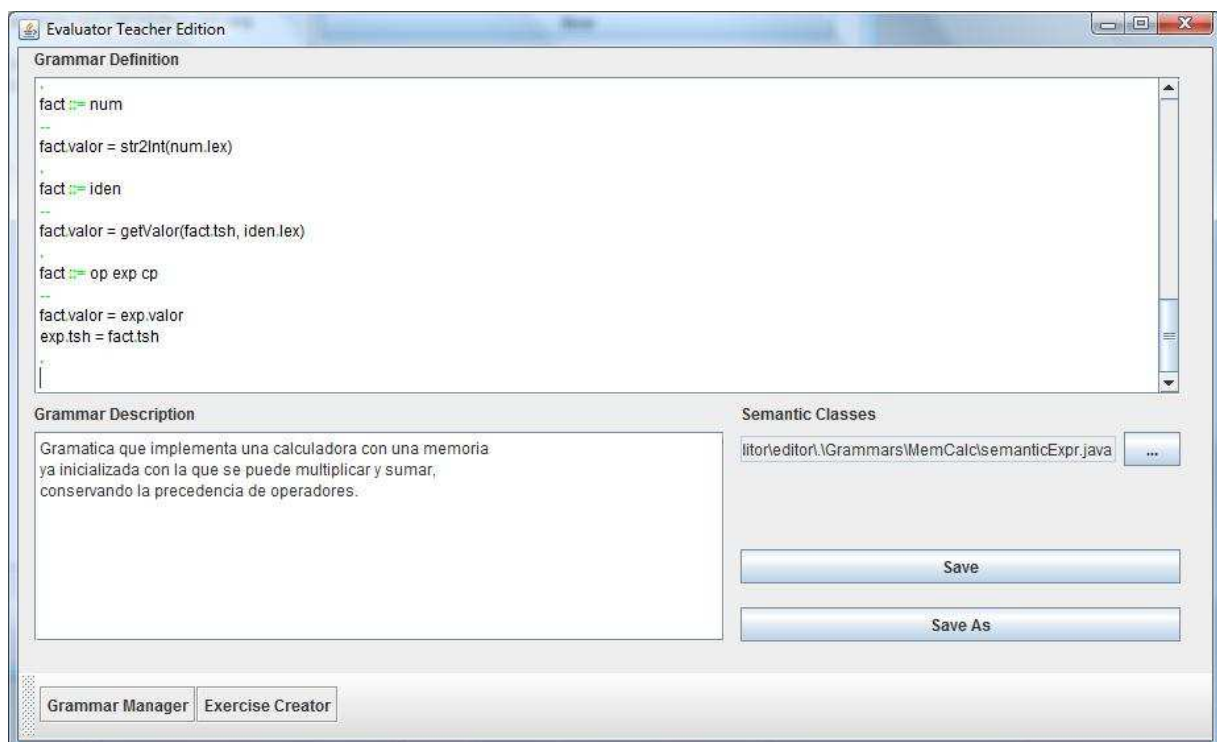 Evaluator Teacher Edition
Grammar Definition
.
fact ::= num
--
fact.valor = str2Int(num.lex)
.
fact ::= iden
--
fact.valor = getValor(fact.tsh, iden.lex)
.
fact ::= op exp cp
--
fact.valor = exp.valor
exp.tsh = fact.tsh
.
Grammar Description
Semantic Classes
Gramatica que implementa una calculadora con una memoria
ya inicializada con la que se puede multiplicar y sumar,
conservando la precedencia de operadores.
litor\editor\.\Grammars\MemCalc\semanticExpr.java
...
Save
Save As
Grammar Manager
Exercise Creator